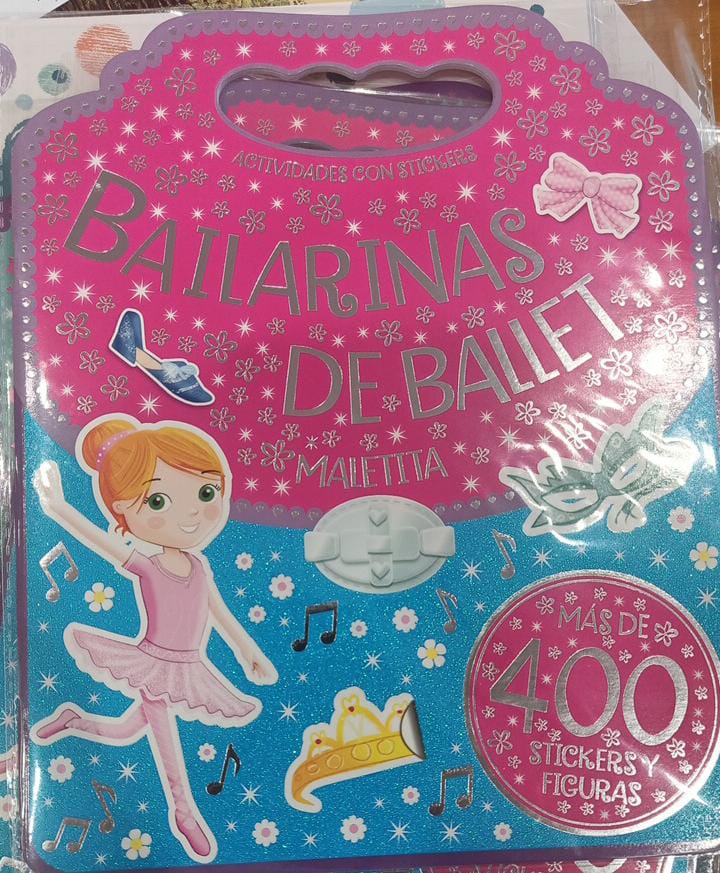 ACTIVIDADES CON STICKERS
BAILARINAS
DE BALLET
MALETITA
MÁS DE
400
STICKERS Y
FIGURAS